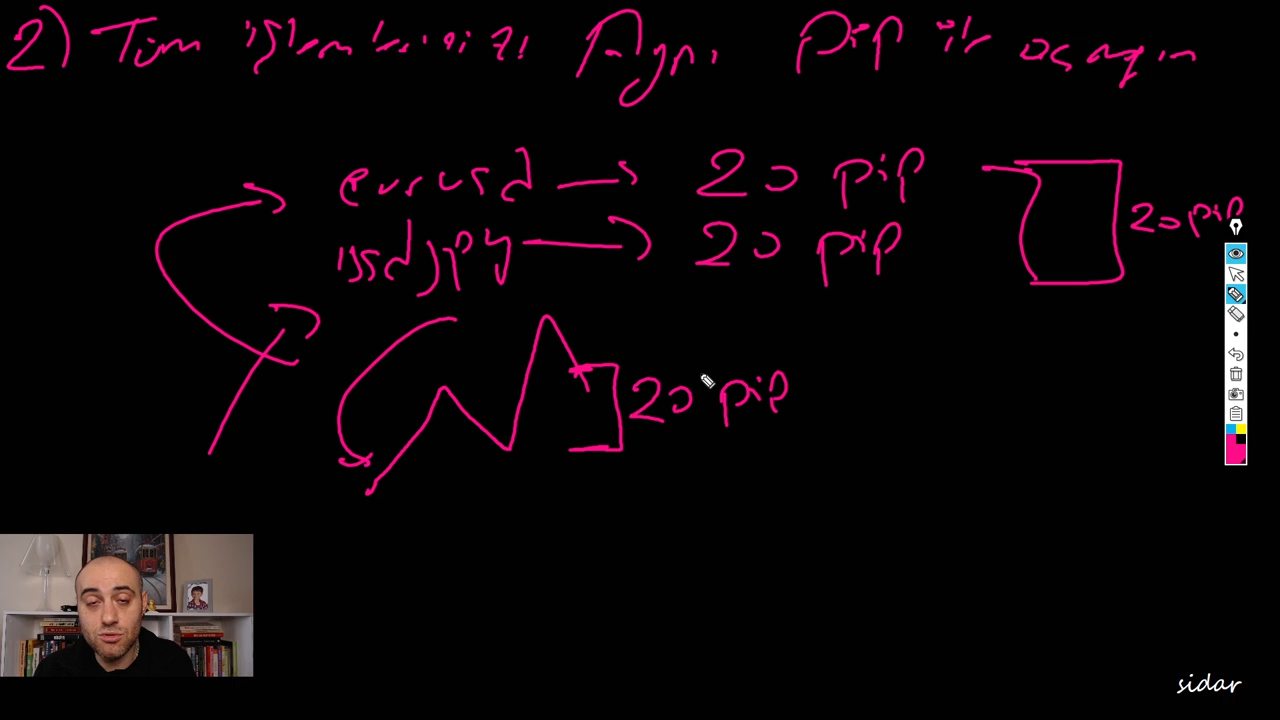 2) Tüm işlemlerinizi Aynı Pip ile açmayın
eurusd → 20 pip
usdjpy → 20 pip
20 pip
20 pip
sidar